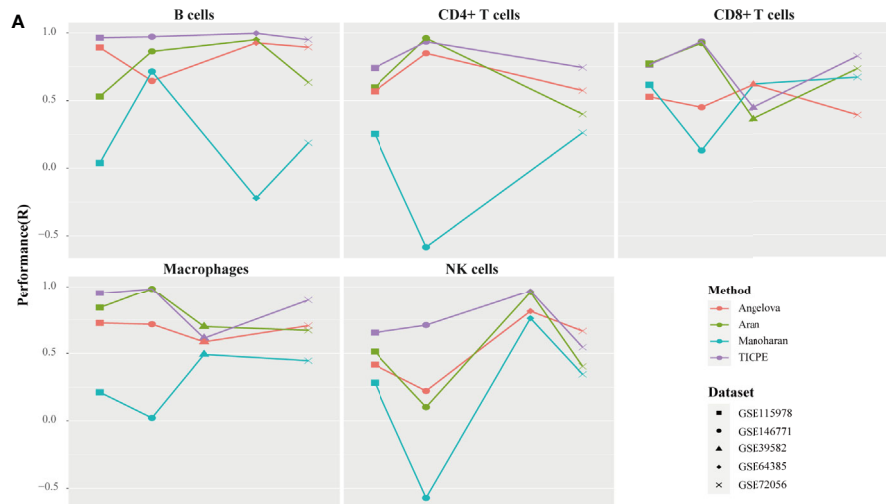 A
B cells
CD4+ T cells
CD8+ T cells
1.0
0.5
0.0
−0.5
Performance(R)
Macrophages
NK cells
1.0
0.5
0.0
−0.5
Method
Angelova
Aran
Manoharan
TICPE
Dataset
GSE115978
GSE146771
GSE39582
GSE64385
GSE72056